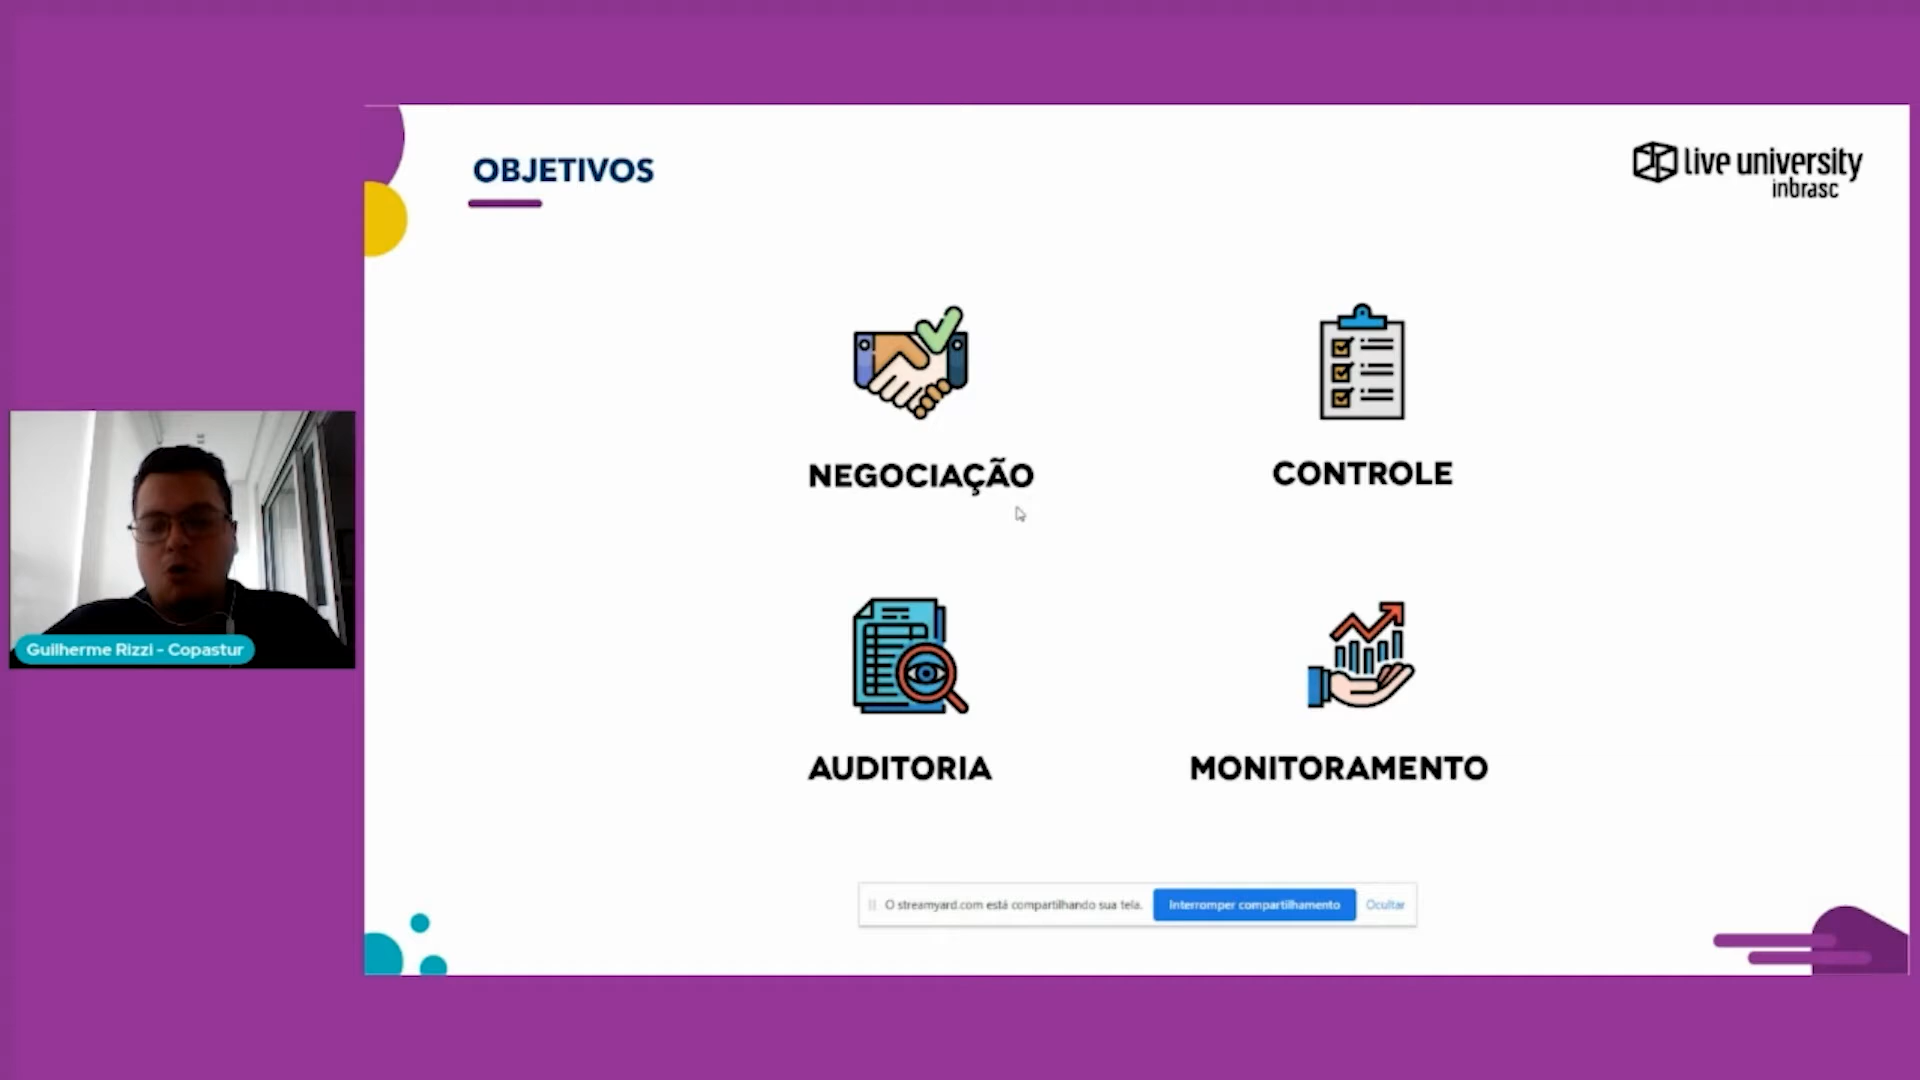 OBJETIVOS
live university
inbrasc
NEGOCIAÇÃO
CONTROLE
Guilherme Rizzi - Copastur
AUDITORIA
MONITORAMENTO
O streamyard.com está compartilhando sua tela.
Interromper compartilhamento
Ocultar